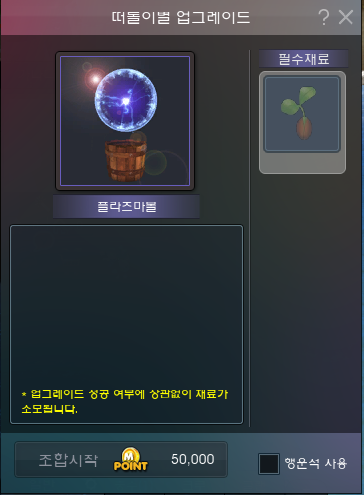 떠돌이별 업그레이드
?
필수재료
플라즈마볼
* 업그레이드 성공 여부에 상관없이 재료가
소모됩니다.
조합시작 M POINT 50,000
행운석 사용